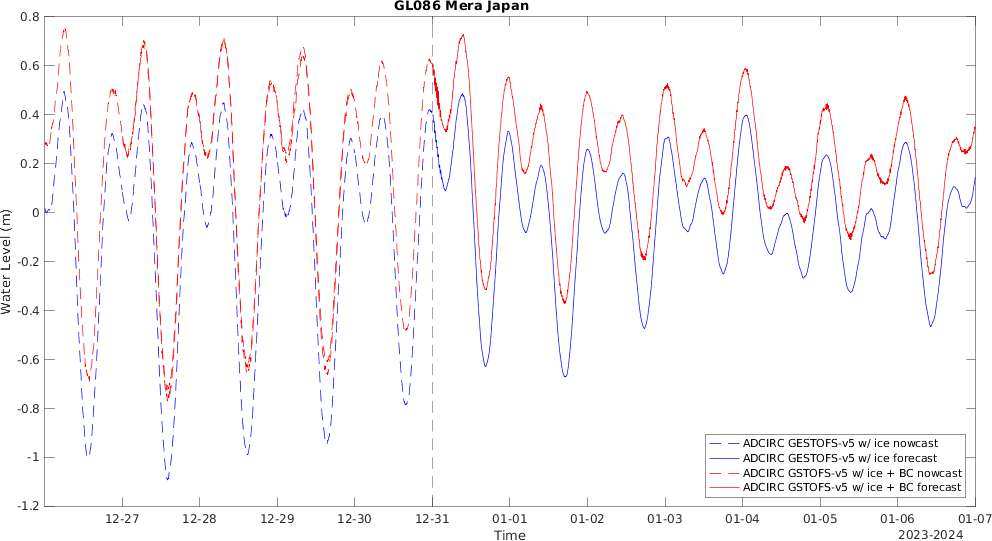 GL086 Mera Japan
0.8
0.6
0.4
0.2
0
-0.2
-0.4
-0.6
-0.8
-1
-1.2
Water Level (m)
ADCIRC GESTOFS-v5 w/ ice nowcast
ADCIRC GESTOFS-v5 w/ ice forecast
ADCIRC GSTOFS-v5 w/ ice + BC nowcast
ADCIRC GSTOFS-v5 w/ ice + BC forecast
12-27 12-28 12-29 12-30 12-31 01-01 01-02 01-03 01-04 01-05 01-06 01-07
Time
2023-2024